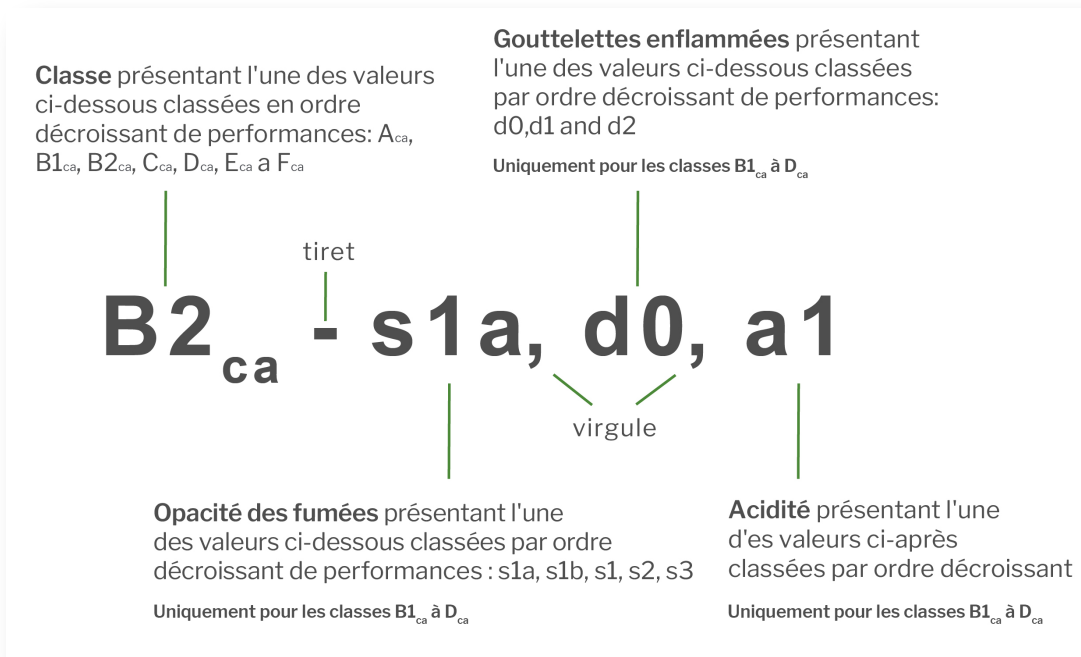 Classe présentant l'une des valeurs
ci-dessous classées en ordre
décroissant de performances: Aca,
B1ca, B2ca, Cca, Dca, Eca a Fca
Gouttelettes enflammées présentant
l'une des valeurs ci-dessous classées
par ordre décroissant de performances:
d0,d1 and d2
Uniquement pour les classes B1ca à Dca
tiret
B2ca - s1a, d0, a1
virgule
Opacité des fumées présentant l'une
des valeurs ci-dessous classées par ordre
décroissant de performances : s1a, s1b, s1, s2, s3
Uniquement pour les classes B1ca à Dca
Acidité présentant l'une
d'es valeurs ci-après
classées par ordre décroissant
Uniquement pour les classes B1ca à Dca